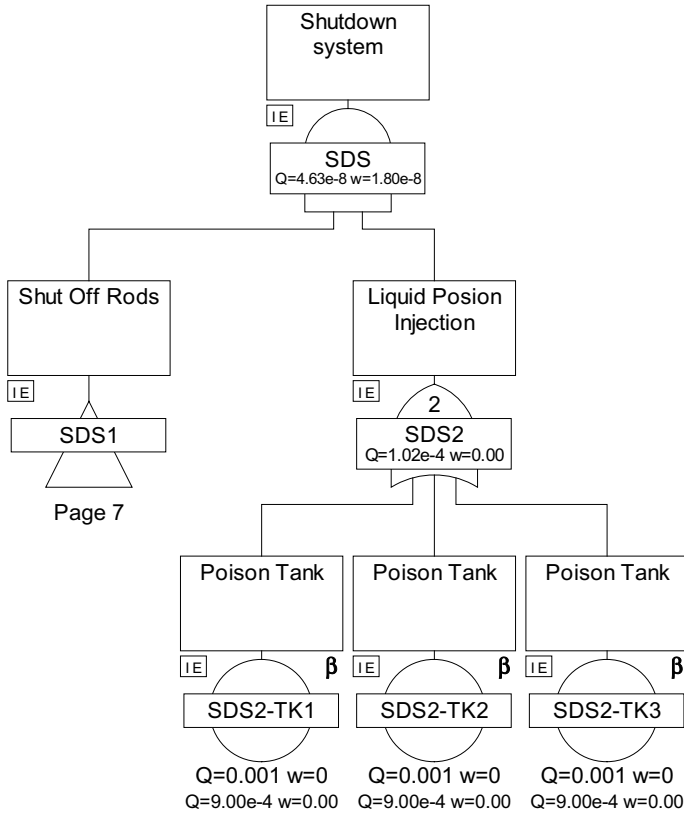 Shutdown
system
IE
SDS
Q=4.63e-8 w=1.80e-8
Shut Off Rods
IE
SDS1
Page 7
Liquid Posion
Injection
IE
2
SDS2
Q=1.02e-4 w=0.00
Poison Tank
IE
β
SDS2-TK1
Q=0.001 w=0
Q=9.00e-4 w=0.00
Poison Tank
IE
β
SDS2-TK2
Q=0.001 w=0
Q=9.00e-4 w=0.00
Poison Tank
IE
β
SDS2-TK3
Q=0.001 w=0
Q=9.00e-4 w=0.00